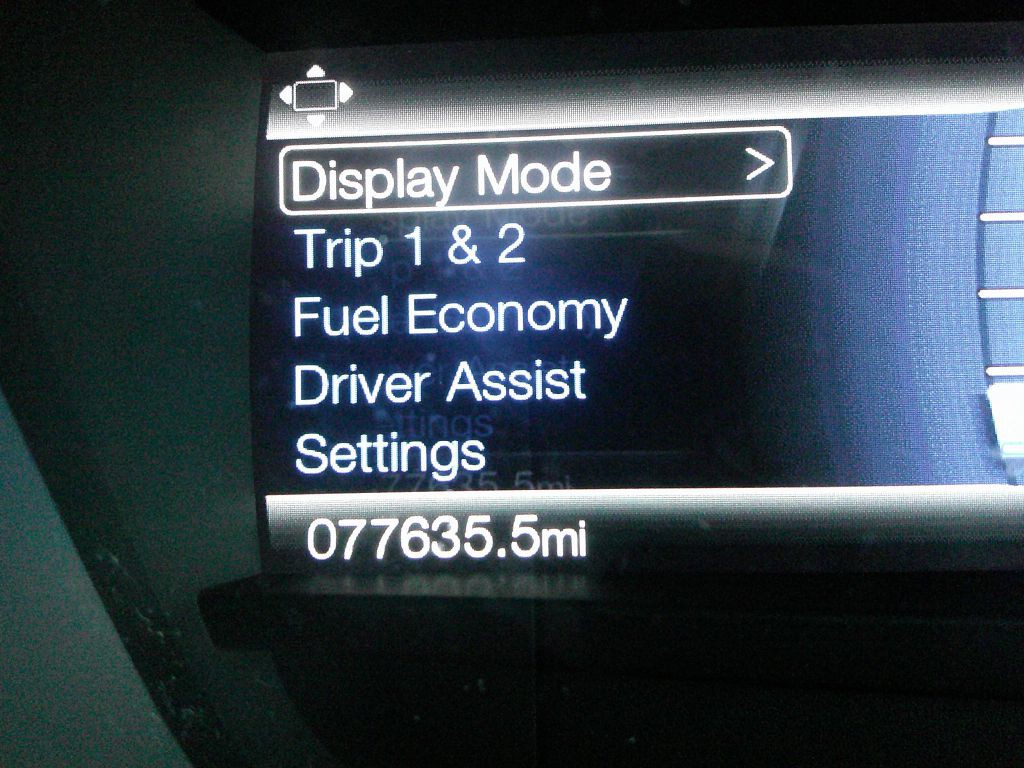 Display Mode >
Trip 1 & 2
Fuel Economy
Driver Assist
Settings
077635.5mi